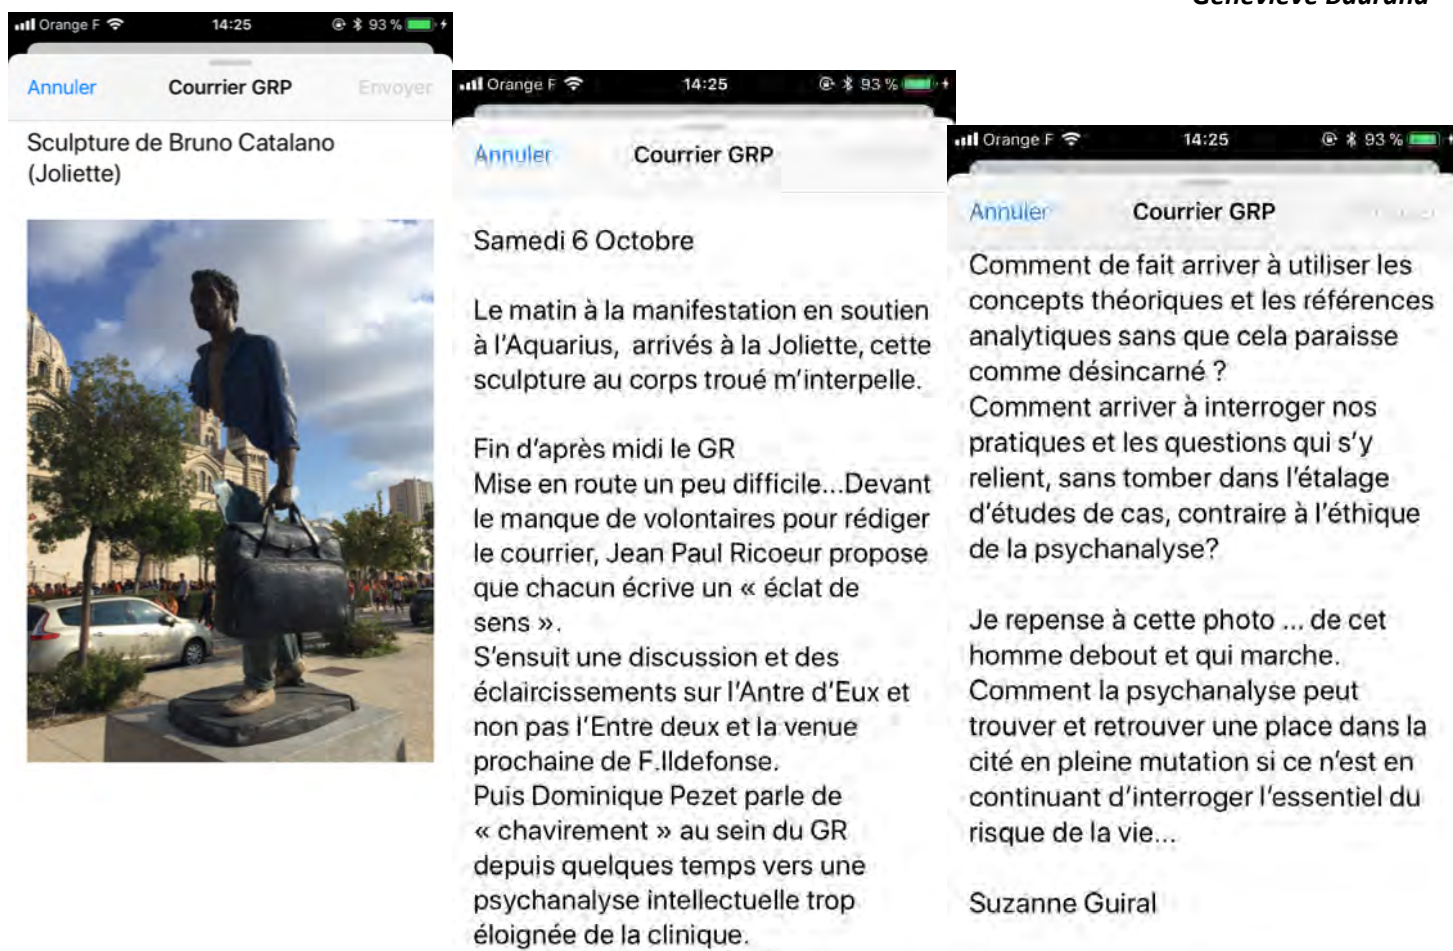 Orange F 14:25 93 %
Annuler Courrier GRP Envoyer
Sculpture de Bruno Catalano
(Joliette)
Orange F 14:25 93 %
Annuler Courrier GRP
Samedi 6 Octobre
Le matin à la manifestation en soutien
à l'Aquarius, arrivés à la Joliette, cette
sculpture au corps troué m'interpelle.
Fin d'après midi le GR
Mise en route un peu difficile...Devant
le manque de volontaires pour rédiger
le courrier, Jean Paul Ricoeur propose
que chacun écrive un « éclat de
sens ».
S'ensuit une discussion et des
éclaircissements sur l'Antre d'Eux et
non pas l'Entre deux et la venue
prochaine de F.Ildefonse.
Puis Dominique Pezet parle de
« chavirement » au sein du GR
depuis quelques temps vers une
psychanalyse intellectuelle trop
éloignée de la clinique.
Orange F 14:25 93 %
Annuler Courrier GRP
Comment de fait arriver à utiliser les
concepts théoriques et les références
analytiques sans que cela paraisse
comme désincarné ?
Comment arriver à interroger nos
pratiques et les questions qui s'y
relient, sans tomber dans l'étalage
d'études de cas, contraire à l'éthique
de la psychanalyse?
Je repense à cette photo ... de cet
homme debout et qui marche.
Comment la psychanalyse peut
trouver et retrouver une place dans la
cité en pleine mutation si ce n'est en
continuant d'interroger l'essentiel du
risque de la vie...
Suzanne Guiral